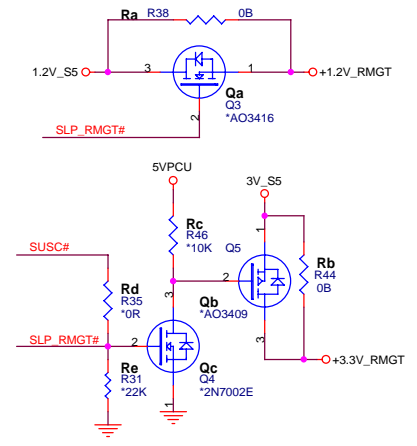 Ra R38 0B
1.2V_S5 3 1 +1.2V_RMGT
Qa
Q3
*AO3416
2
SLP_RMGT#
5VPCU 3V_S5
Rc
R46
*10K
Q5 1
SUSC#
Rb
R44
0B
2
Rd
R35
*0R
3 Qb
*AO3409
SLP_RMGT# 2
3 +3.3V_RMGT
Re
R31
*22K
Qc
Q4
*2N7002E
1